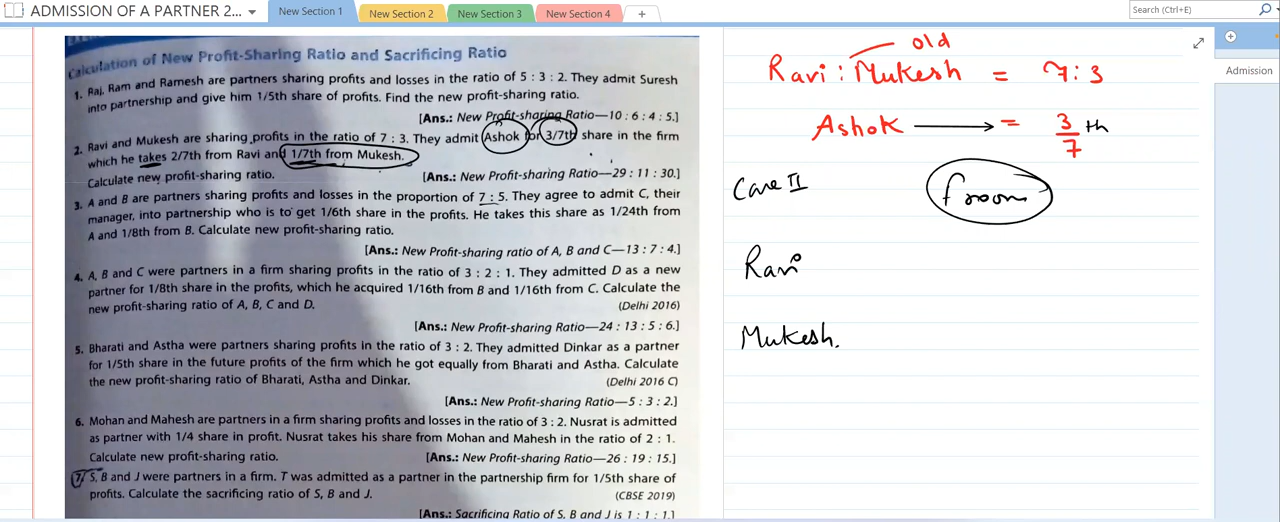 ADMISSION OF A PARTNER 2...
New Section 1
New Section 2
New Section 3
New Section 4
Search (Ctrl+E)
Admission
Calculation of New Profit-Sharing Ratio and Sacrificing Ratio
1. Raj, Ram and Ramesh are partners sharing profits and losses in the ratio of 5 : 3 : 2. They admit Suresh
into partnership and give him 1/5th share of profits. Find the new profit-sharing ratio.
[Ans.: New Profit-sharing Ratio—10 : 6 : 4 : 5.]
2. Ravi and Mukesh are sharing profits in the ratio of 7 : 3. They admit Ashok for 3/7th share in the firm
which he takes 2/7th from Ravi and 1/7th from Mukesh.
Calculate new profit-sharing ratio.
[Ans.: New Profit-sharing Ratio—29 : 11 : 30.]
3. A and B are partners sharing profits and losses in the proportion of 7 : 5. They agree to admit C, their
manager, into partnership who is to get 1/6th share in the profits. He takes this share as 1/24th from
A and 1/8th from B. Calculate new profit-sharing ratio.
[Ans.: New Profit-sharing ratio of A, B and C—13 : 7 : 4.]
4. A, B and C were partners in a firm sharing profits in the ratio of 3 : 2 : 1. They admitted D as a new
partner for 1/8th share in the profits, which he acquired 1/16th from B and 1/16th from C. Calculate the
new profit-sharing ratio of A, B, C and D. (Delhi 2016)
[Ans.: New Profit-sharing Ratio—24 : 13 : 5 : 6.]
5. Bharati and Astha were partners sharing profits in the ratio of 3 : 2. They admitted Dinkar as a partner
for 1/5th share in the future profits of the firm which he got equally from Bharati and Astha. Calculate
the new profit-sharing ratio of Bharati, Astha and Dinkar. (Delhi 2016 C)
[Ans.: New Profit-sharing Ratio—5 : 3 : 2.]
6. Mohan and Mahesh are partners in a firm sharing profits and losses in the ratio of 3 : 2. Nusrat is admitted
as partner with 1/4 share in profit. Nusrat takes his share from Mohan and Mahesh in the ratio of 2 : 1.
Calculate new profit-sharing ratio. [Ans.: New Profit-sharing Ratio—26 : 19 : 15.]
7. S, B and J were partners in a firm. T was admitted as a partner in the partnership firm for 1/5th share of
profits. Calculate the sacrificing ratio of S, B and J. (CBSE 2019)
[Ans.: Sacrificing Ratio of S, B and J is 1 : 1 : 1.]
old
Ravi : Mukesh = 7 : 3
Ashok = 3/7 th
Case II
from
Ravi
Mukesh.